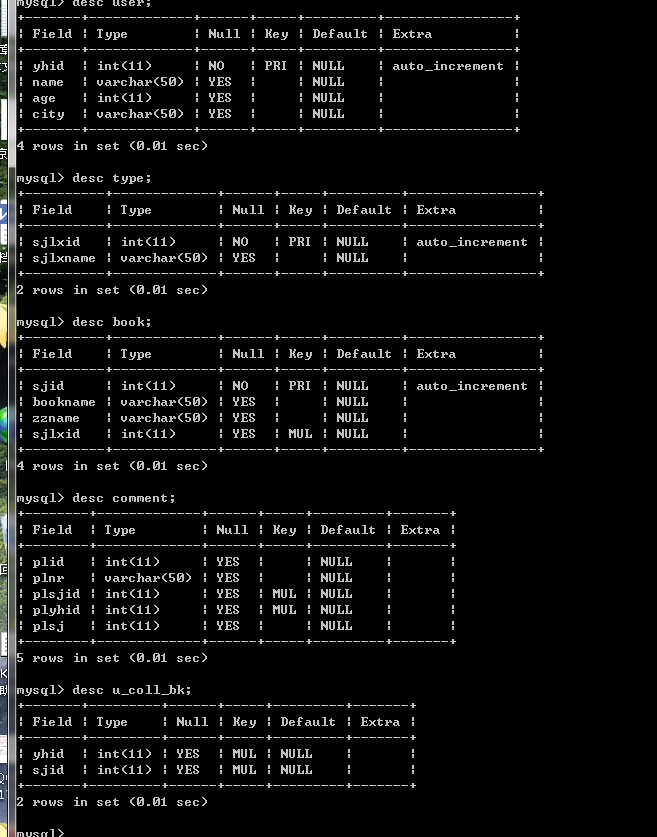 mysql> desc user;
+-------+-------------+------+-----+---------+----------------+
| Field | Type        | Null | Key | Default | Extra          |
+-------+-------------+------+-----+---------+----------------+
| yhid  | int(11)     | NO   | PRI | NULL    | auto_increment |
| name  | varchar(50) | YES  |     | NULL    |                |
| age   | int(11)     | YES  |     | NULL    |                |
| city  | varchar(50) | YES  |     | NULL    |                |
+-------+-------------+------+-----+---------+----------------+
4 rows in set (0.01 sec)
mysql> desc type;
+----------+-------------+------+-----+---------+----------------+
| Field    | Type        | Null | Key | Default | Extra          |
+----------+-------------+------+-----+---------+----------------+
| sjlxid   | int(11)     | NO   | PRI | NULL    | auto_increment |
| sjlxname | varchar(50) | YES  |     | NULL    |                |
+----------+-------------+------+-----+---------+----------------+
2 rows in set (0.01 sec)
mysql> desc book;
+----------+-------------+------+-----+---------+----------------+
| Field    | Type        | Null | Key | Default | Extra          |
+----------+-------------+------+-----+---------+----------------+
| sjid     | int(11)     | NO   | PRI | NULL    | auto_increment |
| bookname | varchar(50) | YES  |     | NULL    |                |
| zzname   | varchar(50) | YES  |     | NULL    |                |
| sjlxid   | int(11)     | YES  | MUL | NULL    |                |
+----------+-------------+------+-----+---------+----------------+
4 rows in set (0.01 sec)
mysql> desc comment;
+--------+-------------+------+-----+---------+-------+
| Field  | Type        | Null | Key | Default | Extra |
+--------+-------------+------+-----+---------+-------+
| plid   | int(11)     | YES  |     | NULL    |       |
| plnr   | varchar(50) | YES  |     | NULL    |       |
| plsjid | int(11)     | YES  | MUL | NULL    |       |
| plyhid | int(11)     | YES  | MUL | NULL    |       |
| plsj   | int(11)     | YES  |     | NULL    |       |
+--------+-------------+------+-----+---------+-------+
5 rows in set (0.01 sec)
mysql> desc u_coll_bk;
+-------+---------+------+-----+---------+-------+
| Field | Type    | Null | Key | Default | Extra |
+-------+---------+------+-----+---------+-------+
| yhid  | int(11) | YES  | MUL | NULL    |       |
| sjid  | int(11) | YES  | MUL | NULL    |       |
+-------+---------+------+-----+---------+-------+
2 rows in set (0.01 sec)
mysql>